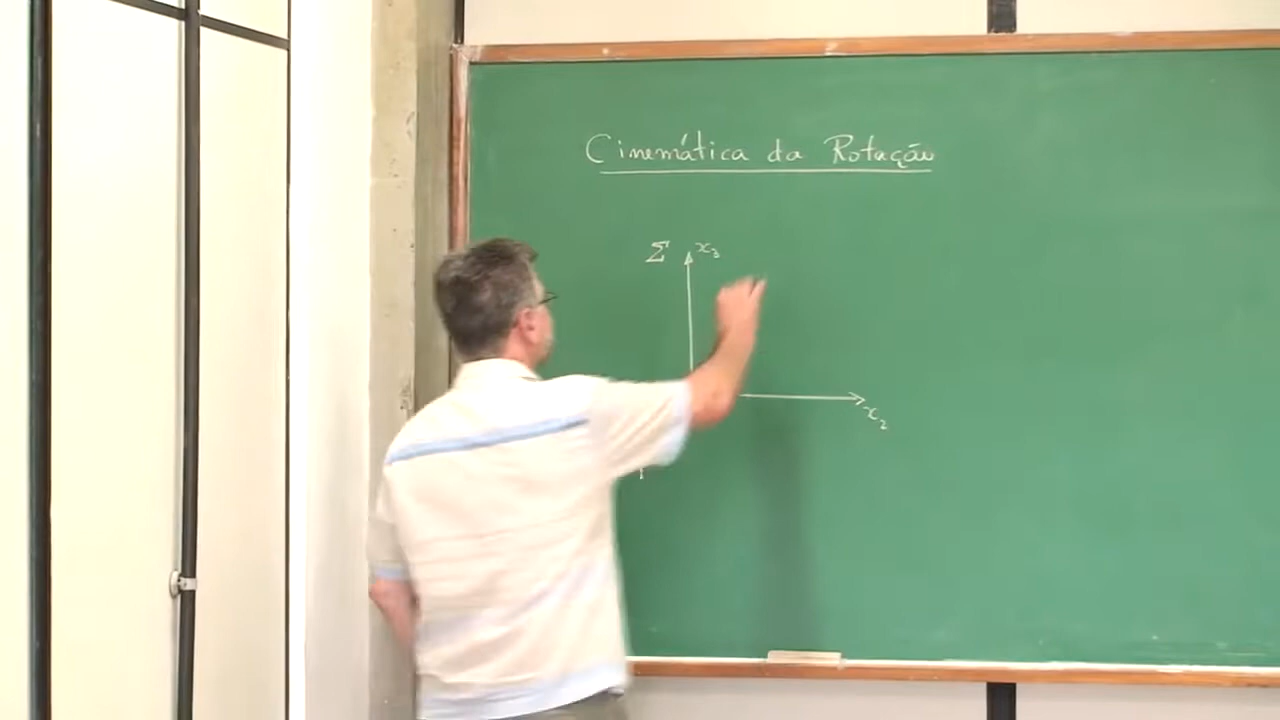 Cinemática da Rotação
Σ x₃
x₂